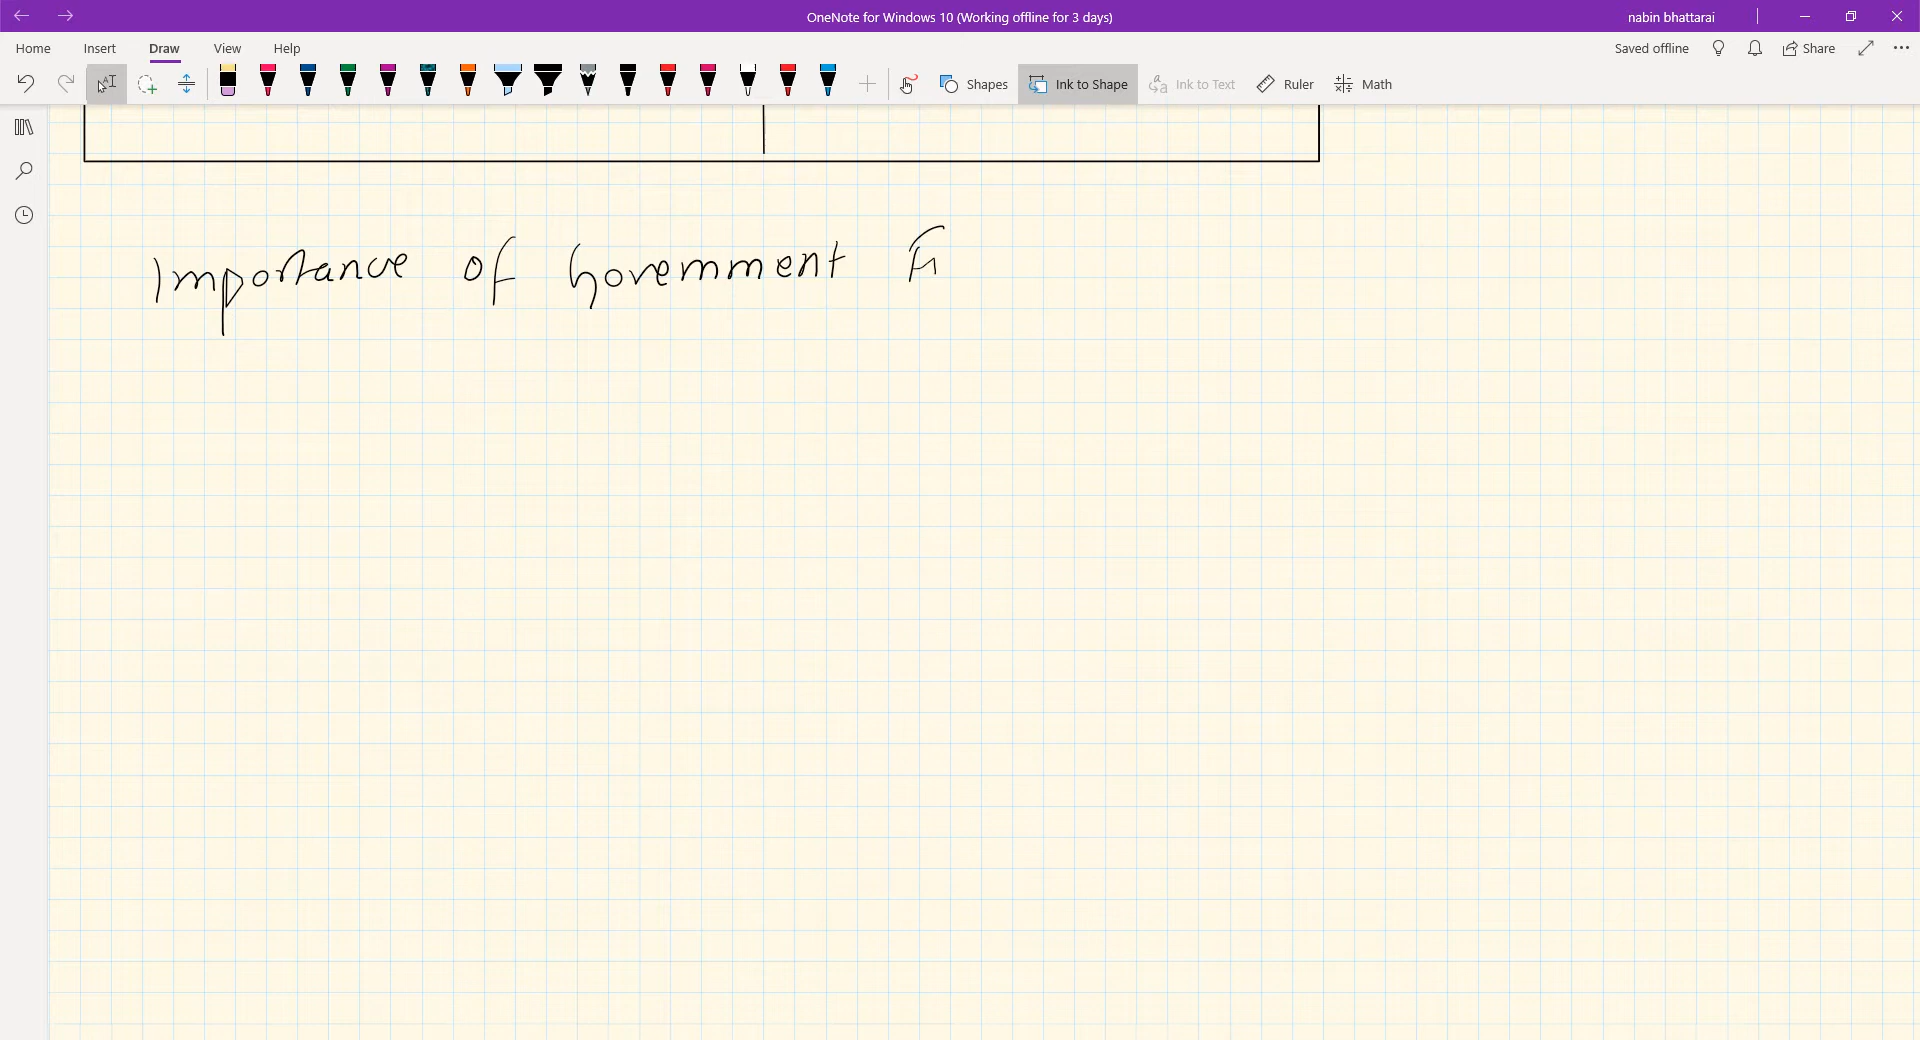 OneNote for Windows 10 (Working offline for 3 days) nabin bhattarai
Home Insert Draw View Help Saved offline Share
Shapes Ink to Shape Ink to Text Ruler Math
Importance of Government